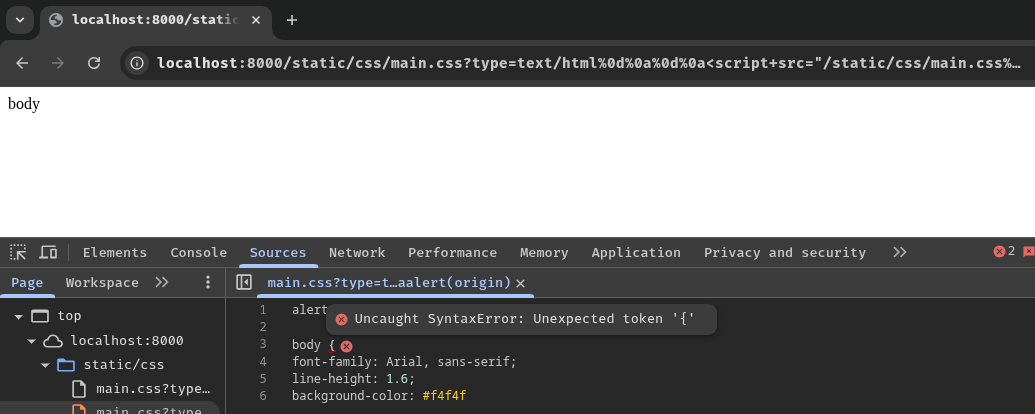 localhost:8000/static
localhost:8000/static/css/main.css?type=text/html%0d%0a%0d%0a<script+src="/static/css/main.css%…
body
Elements Console Sources Network Performance Memory Application Privacy and security 2
Page Workspace main.css?type=t…aalert(origin)
top
localhost:8000
static/css
main.css?type…
main.css?type
1 alert
Uncaught SyntaxError: Unexpected token '{'
2
3 body {
4 font-family: Arial, sans-serif;
5 line-height: 1.6;
6 background-color: #f4f4f